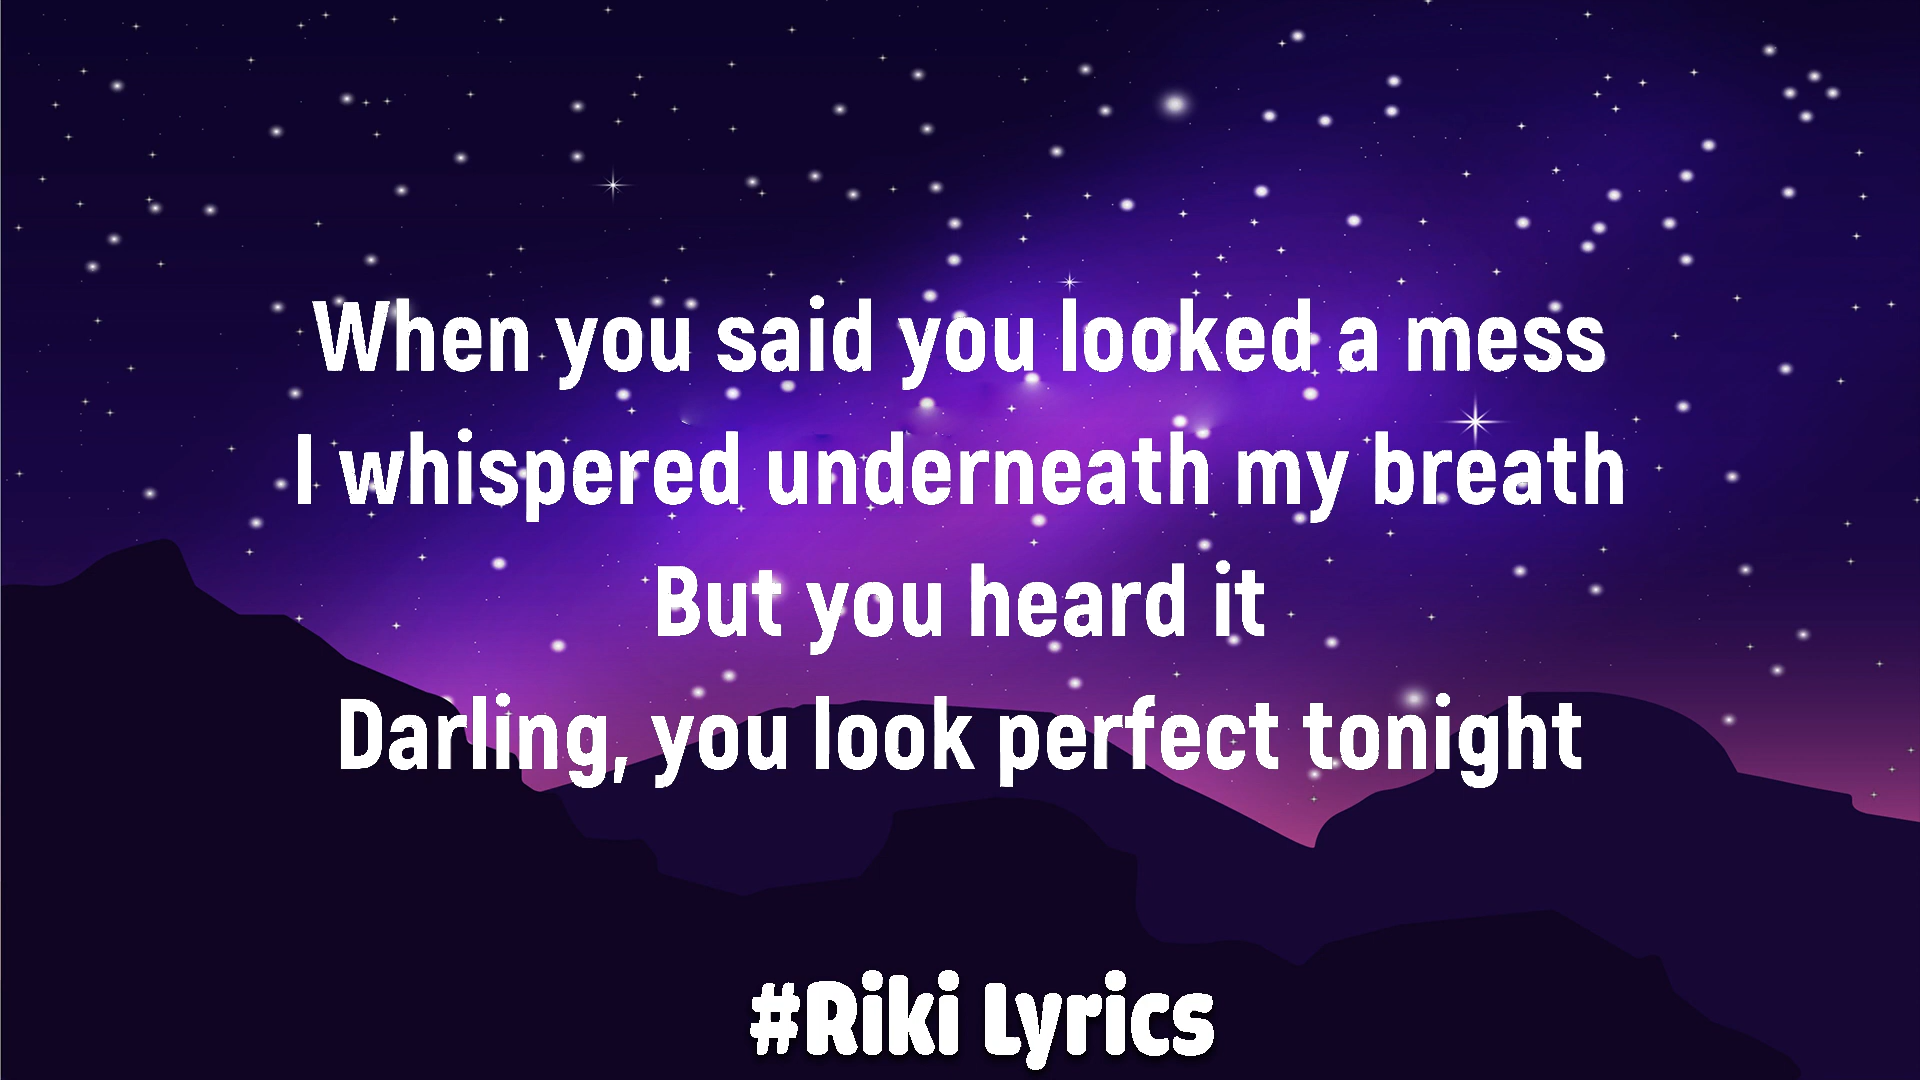 When you said you looked a mess
I whispered underneath my breath
But you heard it
Darling, you look perfect tonight
#Riki Lyrics